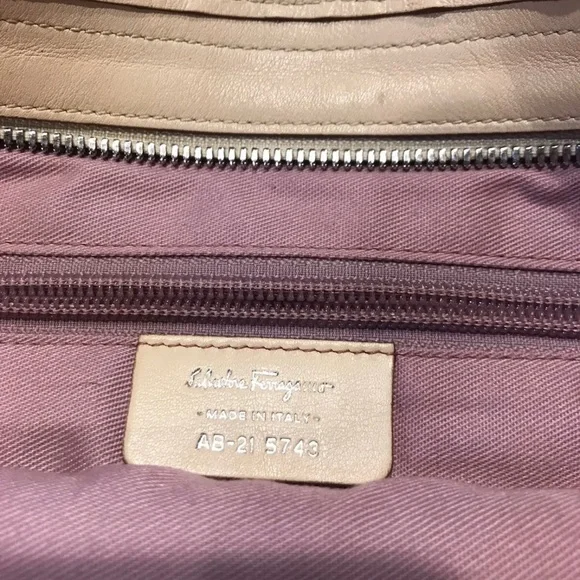 Salvatore Ferragamo
- MADE IN ITALY -
AB-21 5743